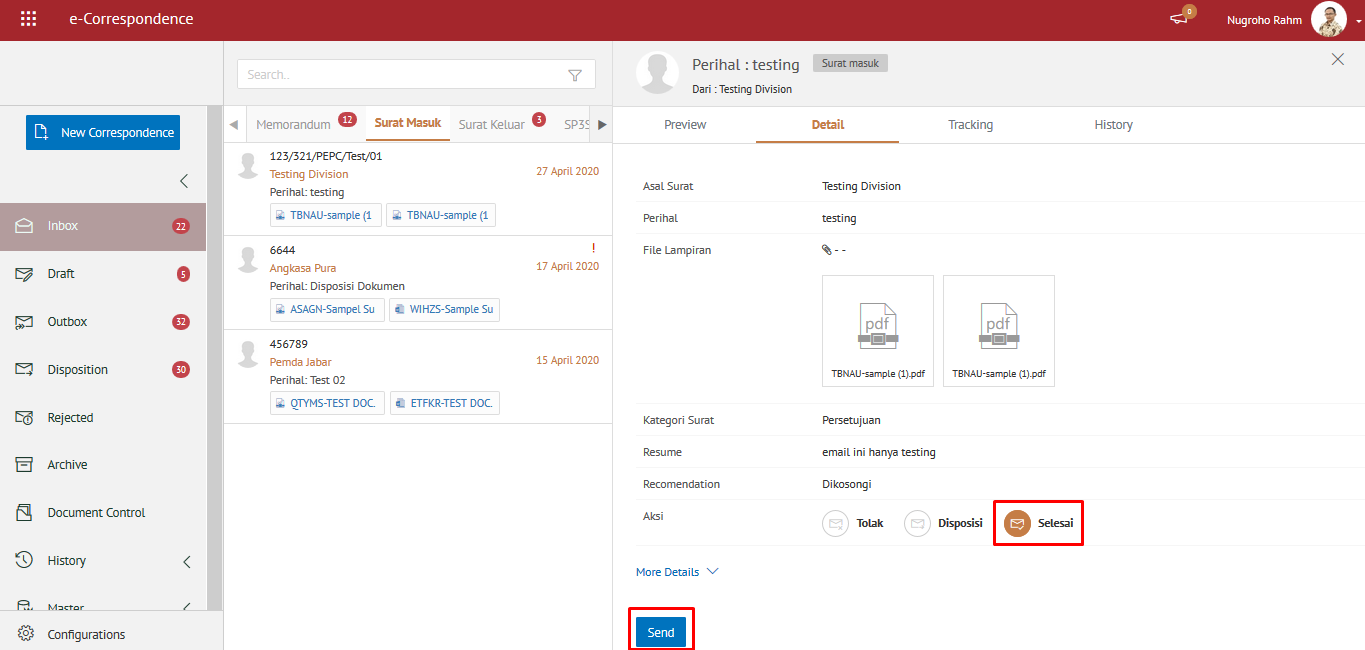 e-Correspondence
0
Nugroho Rahm
New Correspondence
Inbox 22
Draft 5
Outbox 32
Disposition 30
Rejected
Archive
Document Control
History
Master
Configurations
Search..
Memorandum 12 Surat Masuk Surat Keluar 3 SP3S
123/321/PEPC/Test/01
Testing Division 27 April 2020
Perihal: testing
TBNAU-sample (1 TBNAU-sample (1
6644 !
Angkasa Pura 17 April 2020
Perihal: Disposisi Dokumen
ASAGN-Sampel Su WIHZS-Sample Su
456789
Pemda Jabar 15 April 2020
Perihal: Test 02
QTYMS-TEST DOC. ETFKR-TEST DOC.
Perihal : testing Surat masuk
Dari : Testing Division
Preview Detail Tracking History
Asal Surat Testing Division
Perihal testing
File Lampiran - -
pdf pdf
TBNAU-sample (1).pdf TBNAU-sample (1).pdf
Kategori Surat Persetujuan
Resume email ini hanya testing
Recomendation Dikosongi
Aksi Tolak Disposisi Selesai
More Details
Send